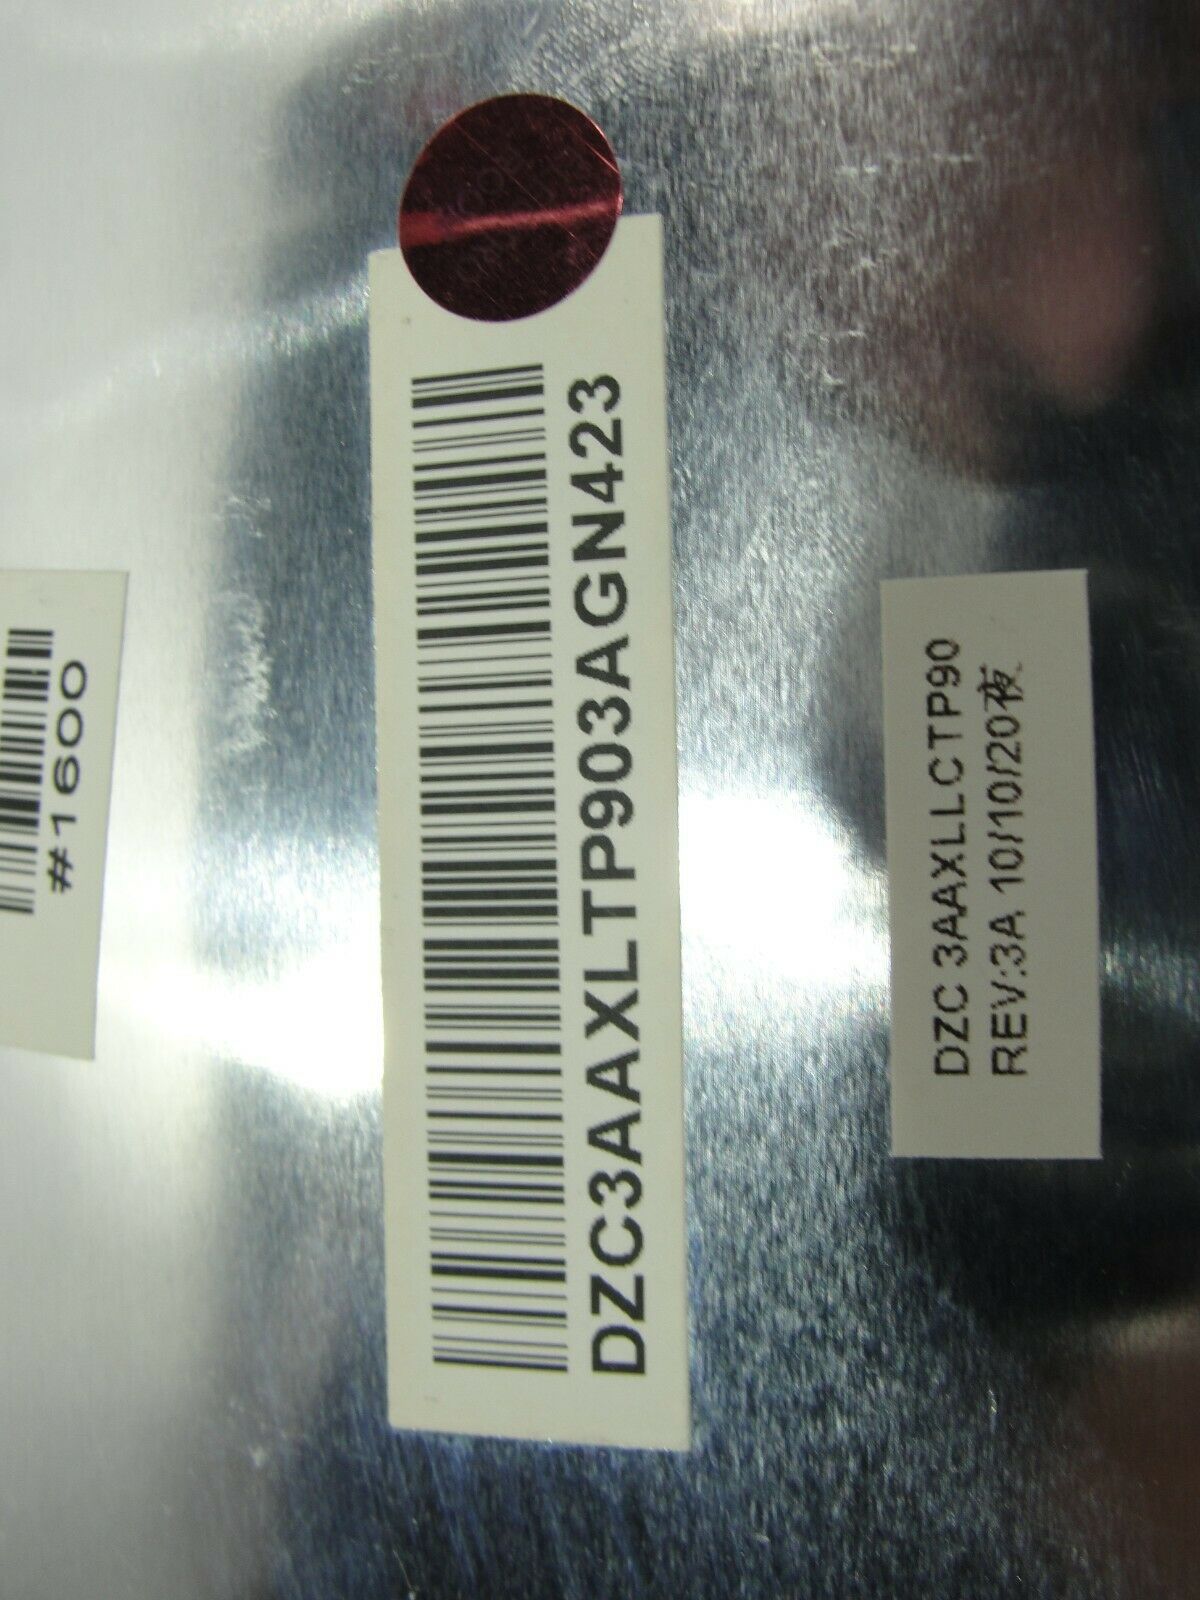 #1600
DZC3AAXLTP903AGN423
DZC 3AAXLLCTP90
REV:3A 10/10/20夜